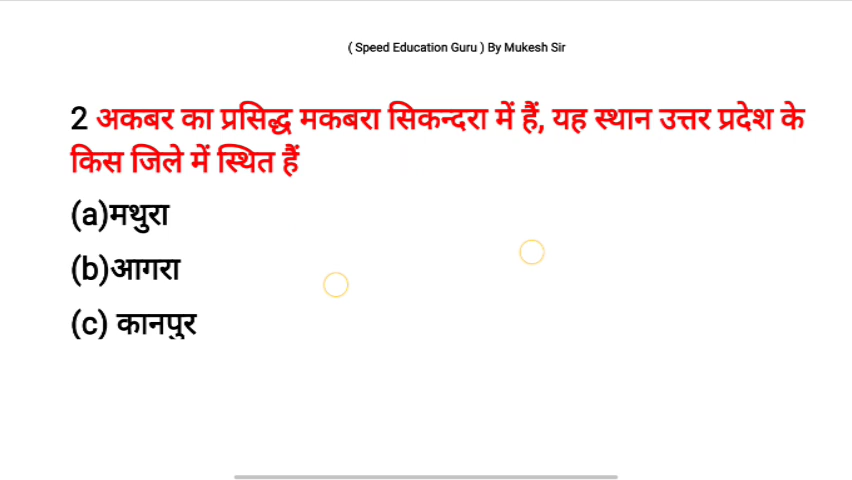 ( Speed Education Guru ) By Mukesh Sir
2 अकबर का प्रसिद्ध मकबरा सिकन्दरा में हैं, यह स्थान उत्तर प्रदेश के
किस जिले में स्थित हैं
(a)मथुरा
(b)आगरा
(c) कानपुर